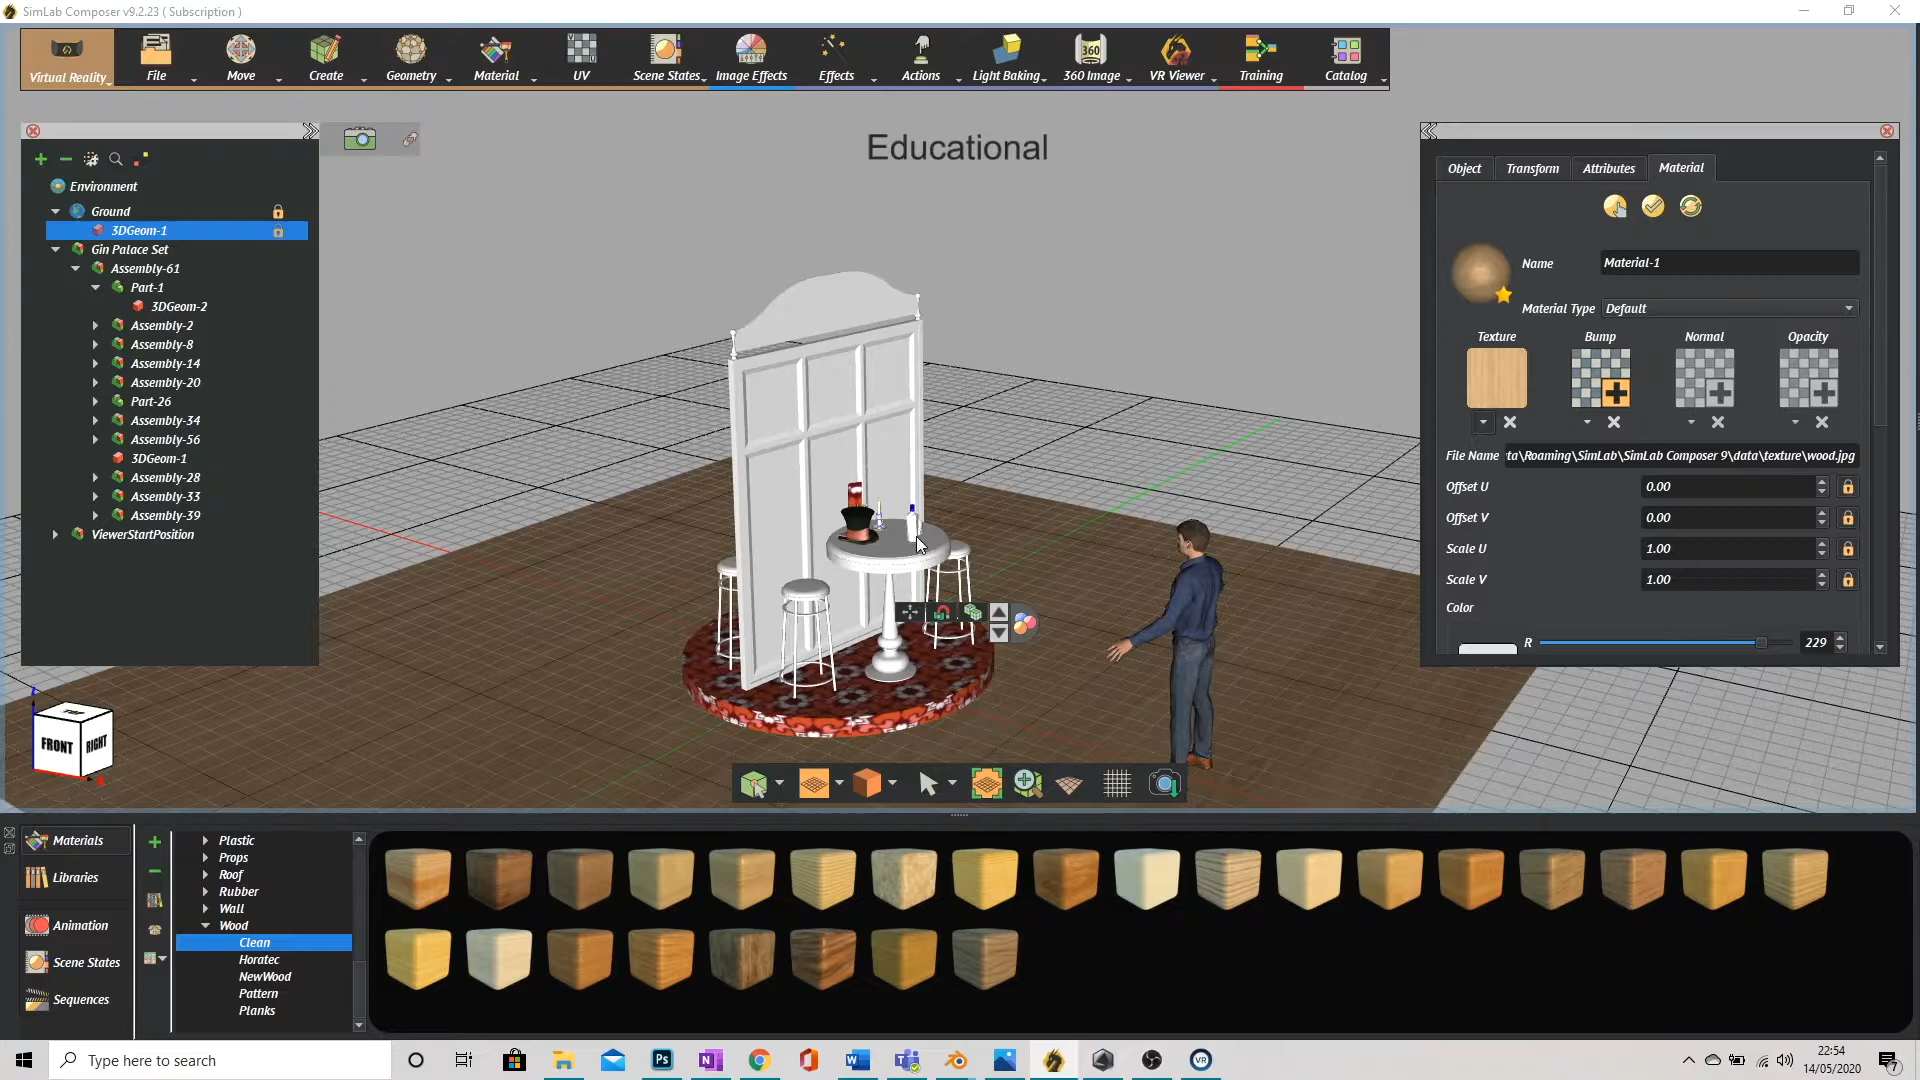 SimLab Composer v9.2.23 ( Subscription )
Virtual Reality
File
Move
Create
Geometry
Material
UV
Scene States
Image Effects
Effects
Actions
Light Baking
360
360 Image
VR Viewer
Training
Catalog
Educational
Environment
Ground
3DGeom-1
Gin Palace Set
Assembly-61
Part-1
3DGeom-2
Assembly-2
Assembly-8
Assembly-14
Assembly-20
Part-26
Assembly-34
Assembly-56
3DGeom-1
Assembly-28
Assembly-33
Assembly-39
ViewerStartPosition
Object Transform Attributes Material
Name Material-1
Material Type Default
Texture Bump Normal Opacity
File Name ta\Roaming\SimLab\SimLab Composer 9\data\texture\wood.jpg
Offset U 0.00
Offset V 0.00
Scale U 1.00
Scale V 1.00
Color
R 229
FRONT RIGHT
Materials
Libraries
Animation
Scene States
Sequences
Plastic
Props
Roof
Rubber
Wall
Wood
Clean
Horatec
NewWood
Pattern
Planks
Type here to search
22:54
14/05/2020
7